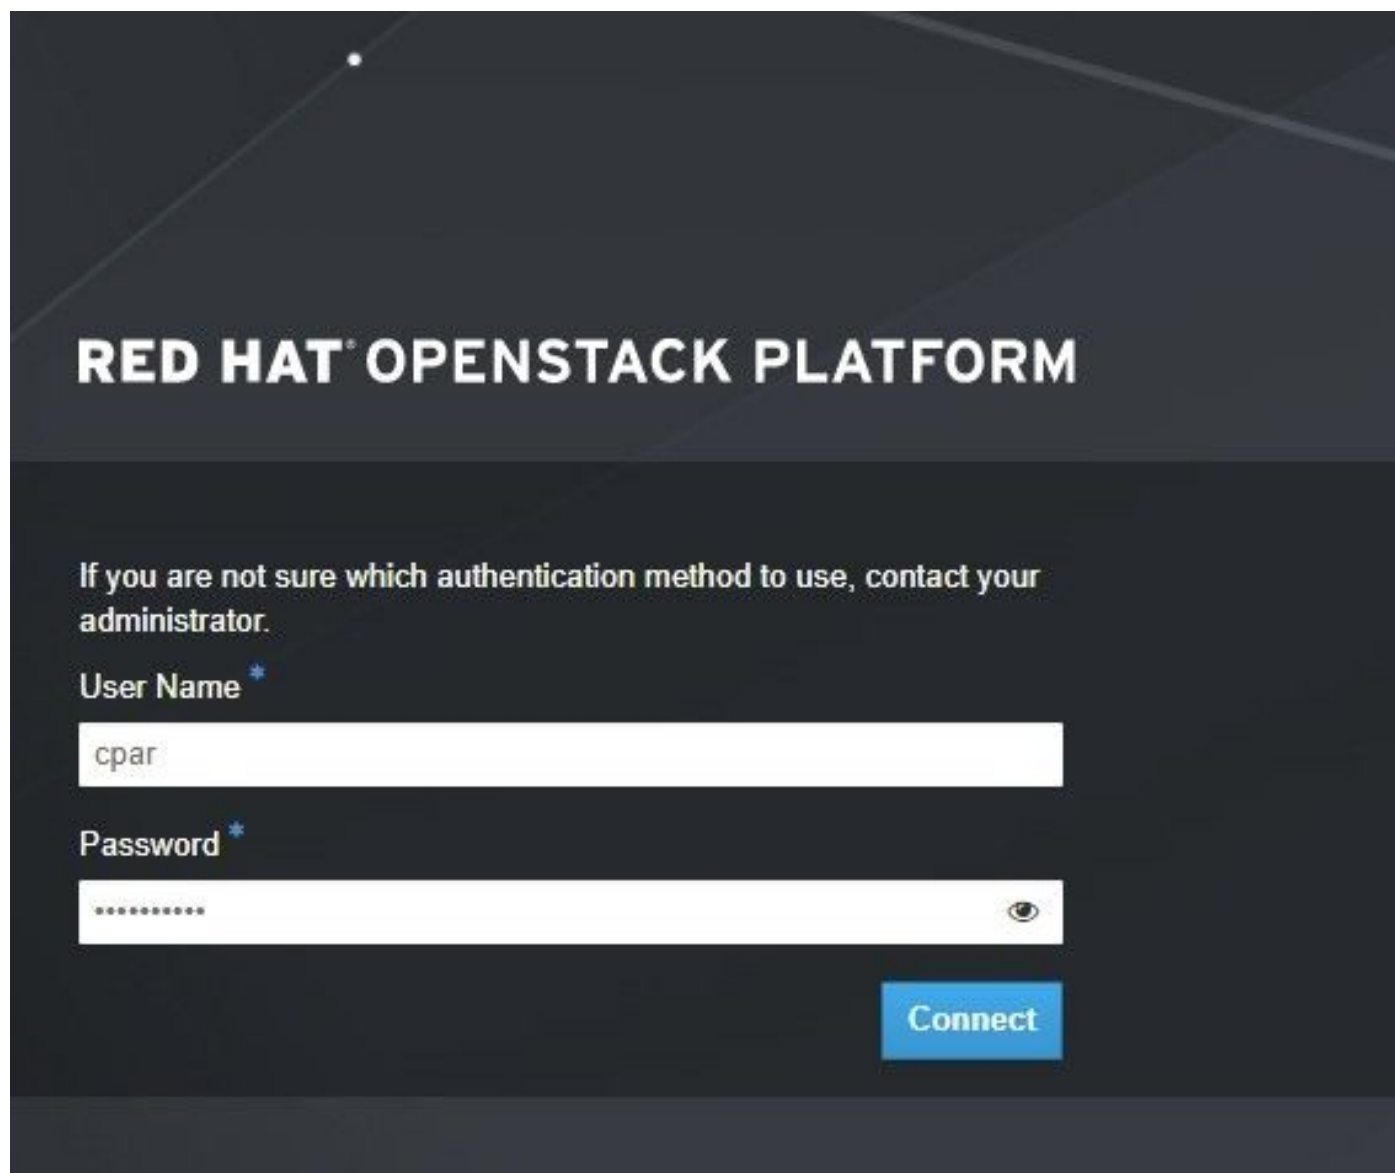 RED HAT® OPENSTACK PLATFORM
If you are not sure which authentication method to use, contact your
administrator.
User Name *
cpar
Password *
••••••••••
Connect